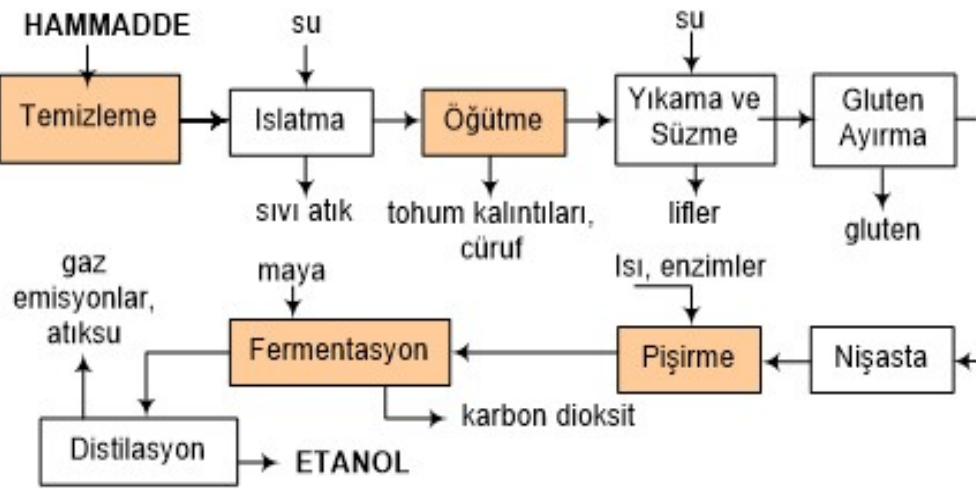 HAMMADDE
su
su
Temizleme
Islatma
Öğütme
Yıkama ve
Süzme
Gluten
Ayırma
sıvı atık
tohum kalıntıları,
cüruf
lifler
gluten
gaz
emisyonlar,
atıksu
maya
Isı, enzimler
Fermentasyon
Pişirme
Nişasta
karbon dioksit
Distilasyon
ETANOL